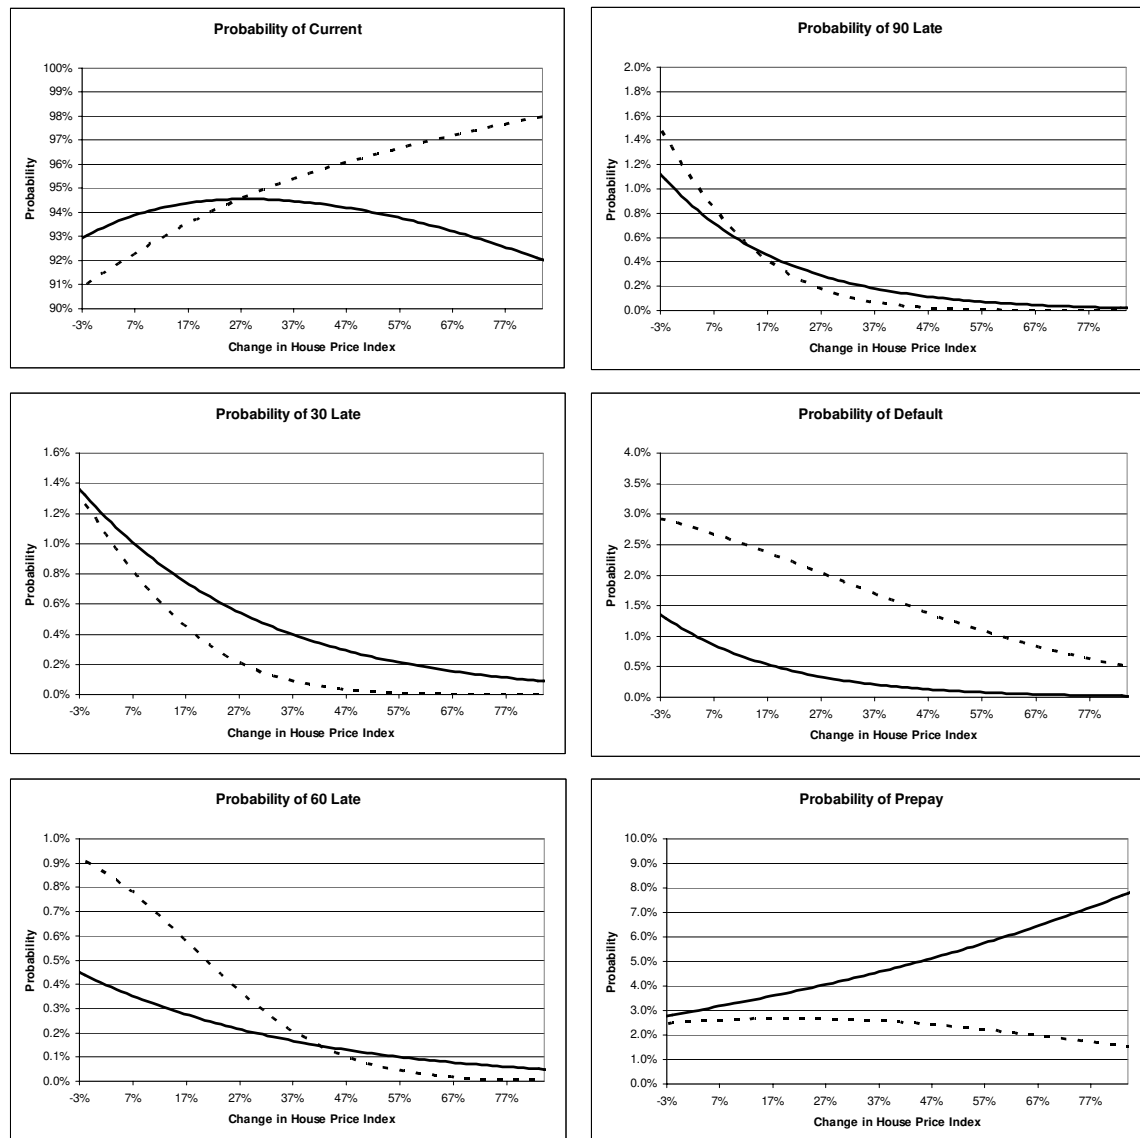 Probability of Current
100%
99%
98%
97%
96%
95%
94%
93%
92%
91%
90%
Probability
-3% 7% 17% 27% 37% 47% 57% 67% 77%
Change in House Price Index
Probability of 90 Late
2.0%
1.8%
1.6%
1.4%
1.2%
1.0%
0.8%
0.6%
0.4%
0.2%
0.0%
Probability
-3% 7% 17% 27% 37% 47% 57% 67% 77%
Change in House Price Index
Probability of 30 Late
1.6%
1.4%
1.2%
1.0%
0.8%
0.6%
0.4%
0.2%
0.0%
Probability
-3% 7% 17% 27% 37% 47% 57% 67% 77%
Change in House Price Index
Probability of Default
4.0%
3.5%
3.0%
2.5%
2.0%
1.5%
1.0%
0.5%
0.0%
Probability
-3% 7% 17% 27% 37% 47% 57% 67% 77%
Change in House Price Index
Probability of 60 Late
1.0%
0.9%
0.8%
0.7%
0.6%
0.5%
0.4%
0.3%
0.2%
0.1%
0.0%
Probability
-3% 7% 17% 27% 37% 47% 57% 67% 77%
Change in House Price Index
Probability of Prepay
10.0%
9.0%
8.0%
7.0%
6.0%
5.0%
4.0%
3.0%
2.0%
1.0%
0.0%
Probability
-3% 7% 17% 27% 37% 47% 57% 67% 77%
Change in House Price Index